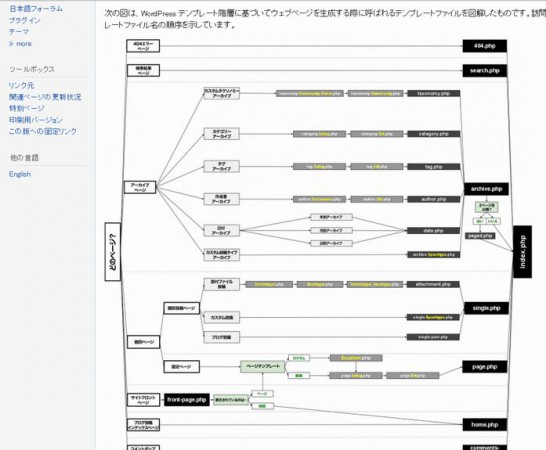 日本語フォーラム
プラグイン
テーマ
» more
ツールボックス
リンク元
関連ページの更新状況
特別ページ
印刷用バージョン
この版への固定リンク
他の言語
English
次の図は、WordPress テンプレート階層に基づいてウェブページを生成する際に呼ばれるテンプレートファイルを図解したものです。訪問
レートファイル名の順序を示しています。
404エラー
ページ
404.php
検索結果
ページ
search.php
カスタムタクソノミー
アーカイブ
taxonomy.php
カテゴリー
アーカイブ
category.php
タグ
アーカイブ
tag.php
アーカイブ
ページ
archive.php
作成者
アーカイブ
author.php
日付
アーカイブ
年別アーカイブ
月別アーカイブ
日別アーカイブ
date.php
paged.php
カスタム投稿タイプ
アーカイブ
どのページ?
index.php
添付ファイル
投稿
attachment.php
個別投稿ページ
single.php
カスタム投稿
ブログ投稿
single-post.php
個別ページ
固定ページ
ページテンプレート
カスタム
page.php
サイトフロント
ページ
front-page.php
ページ
ブログ投稿
インデックスページ
home.php
コメントポップ
comments-